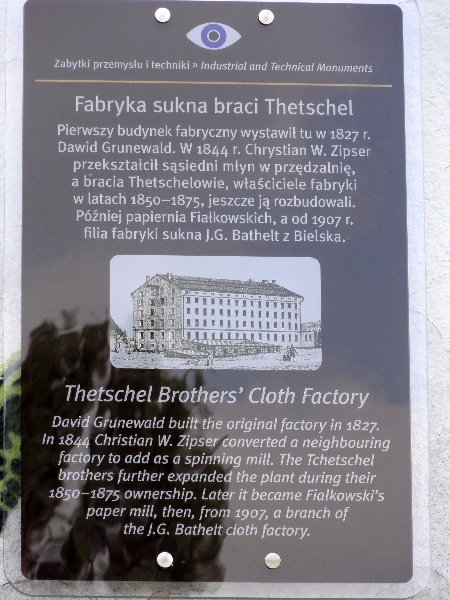 Zabytki przemysłu i techniki » Industrial and Technical Monuments
Fabryka sukna braci Thetschel
Pierwszy budynek fabryczny wystawił tu w 1827 r.
Dawid Grunewald. W 1844 r. Chrystian W. Zipser
przekształcił sąsiedni młyn w przędzalnię,
a bracia Thetschelowie, właściciele fabryki
w latach 1850–1875, jeszcze ją rozbudowali.
Później papiernia Fiałkowskich, a od 1907 r.
filia fabryki sukna J.G. Bathelt z Bielska.
Thetschel Brothers' Cloth Factory
David Grunewald built the original factory in 1827.
In 1844 Christian W. Zipser converted a neighbouring
factory to add as a spinning mill. The Tchetschel
brothers further expanded the plant during their
1850–1875 ownership. Later it became Fiałkowski's
paper mill, then, from 1907, a branch of
the J.G. Bathelt cloth factory.